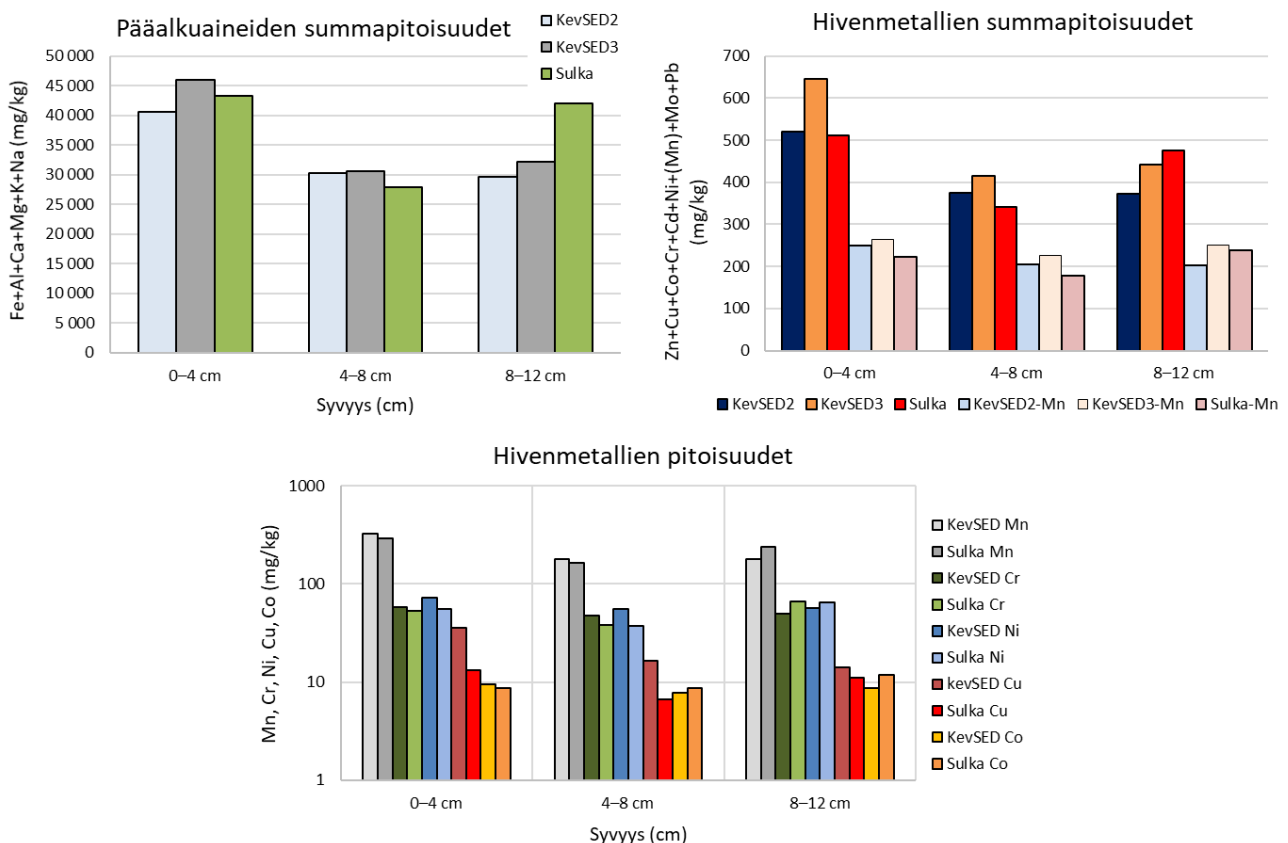 Pääalkuaineiden summapitoisuudet
KevSED2
KevSED3
Sulka
Fe+Al+Ca+Mg+K+Na (mg/kg)
50 000
45 000
40 000
35 000
30 000
25 000
20 000
15 000
10 000
5 000
0
0–4 cm 4–8 cm 8–12 cm
Syvyys (cm)
Hivenmetallien summapitoisuudet
Zn+Cu+Co+Cr+Cd+Ni+(Mn)+Mo+Pb
(mg/kg)
700
600
500
400
300
200
100
0
0–4 cm 4–8 cm 8–12 cm
KevSED2 KevSED3 Sulka KevSED2-Mn KevSED3-Mn Sulka-Mn
Hivenmetallien pitoisuudet
Mn, Cr, Ni, Cu, Co (mg/kg)
1000
100
10
1
0–4 cm 4–8 cm 8–12 cm
Syvyys (cm)
KevSED Mn
Sulka Mn
KevSED Cr
Sulka Cr
KevSED Ni
Sulka Ni
kevSED Cu
Sulka Cu
KevSED Co
Sulka Co